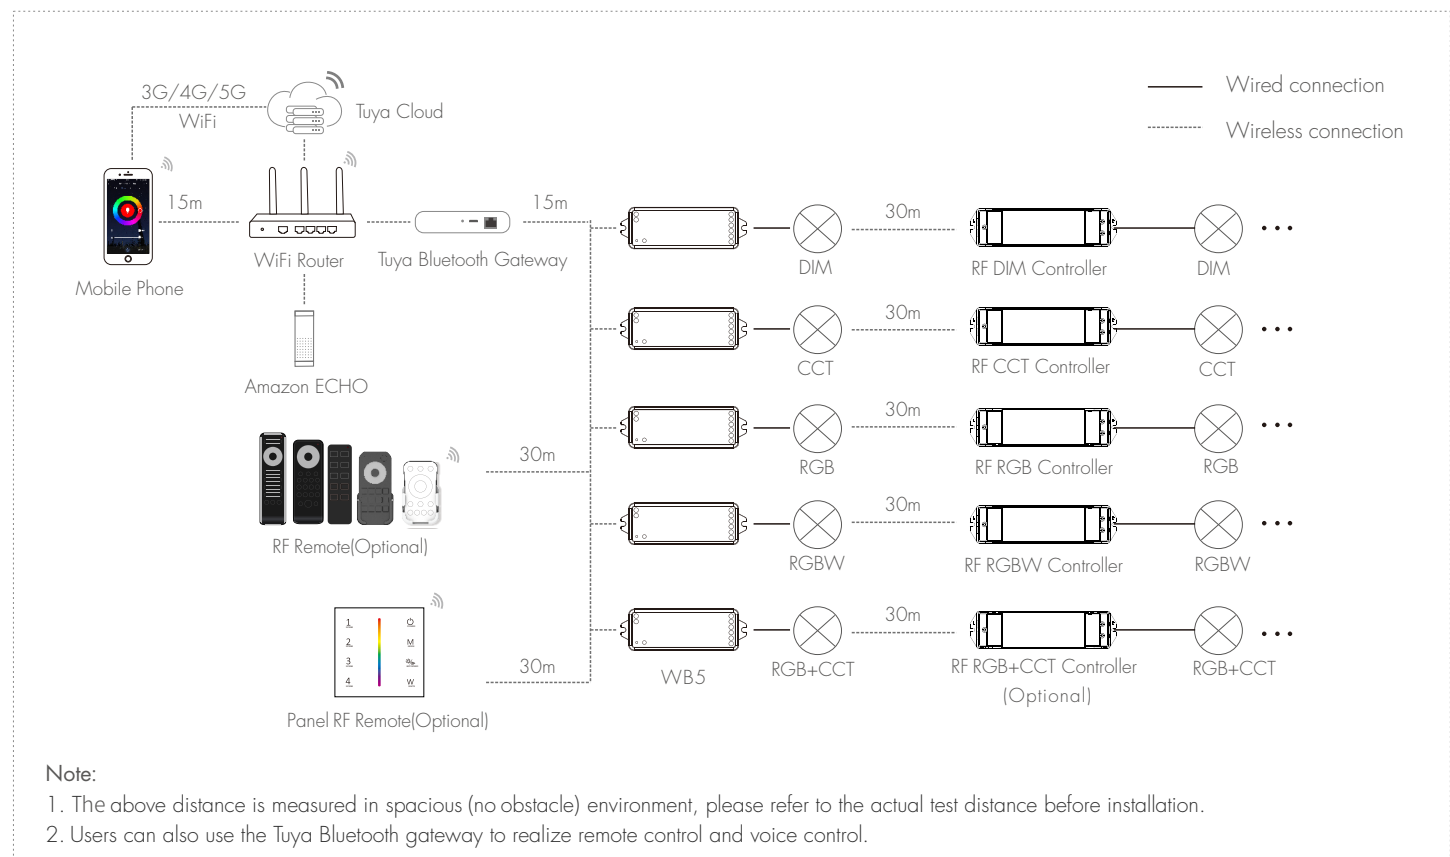 3G/4G/5G
WiFi
Tuya Cloud
Wired connection
Wireless connection
15m
15m
WiFi Router
Tuya Bluetooth Gateway
Mobile Phone
Amazon ECHO
DIM
30m
RF DIM Controller
DIM
CCT
30m
RF CCT Controller
CCT
RGB
30m
RF RGB Controller
RGB
RGBW
30m
RF RGBW Controller
RGBW
30m
RF Remote(Optional)
1
2
3
4
M
W
30m
Panel RF Remote(Optional)
WB5
RGB+CCT
30m
RF RGB+CCT Controller
(Optional)
RGB+CCT
Note:
1. The above distance is measured in spacious (no obstacle) environment, please refer to the actual test distance before installation.
2. Users can also use the Tuya Bluetooth gateway to realize remote control and voice control.